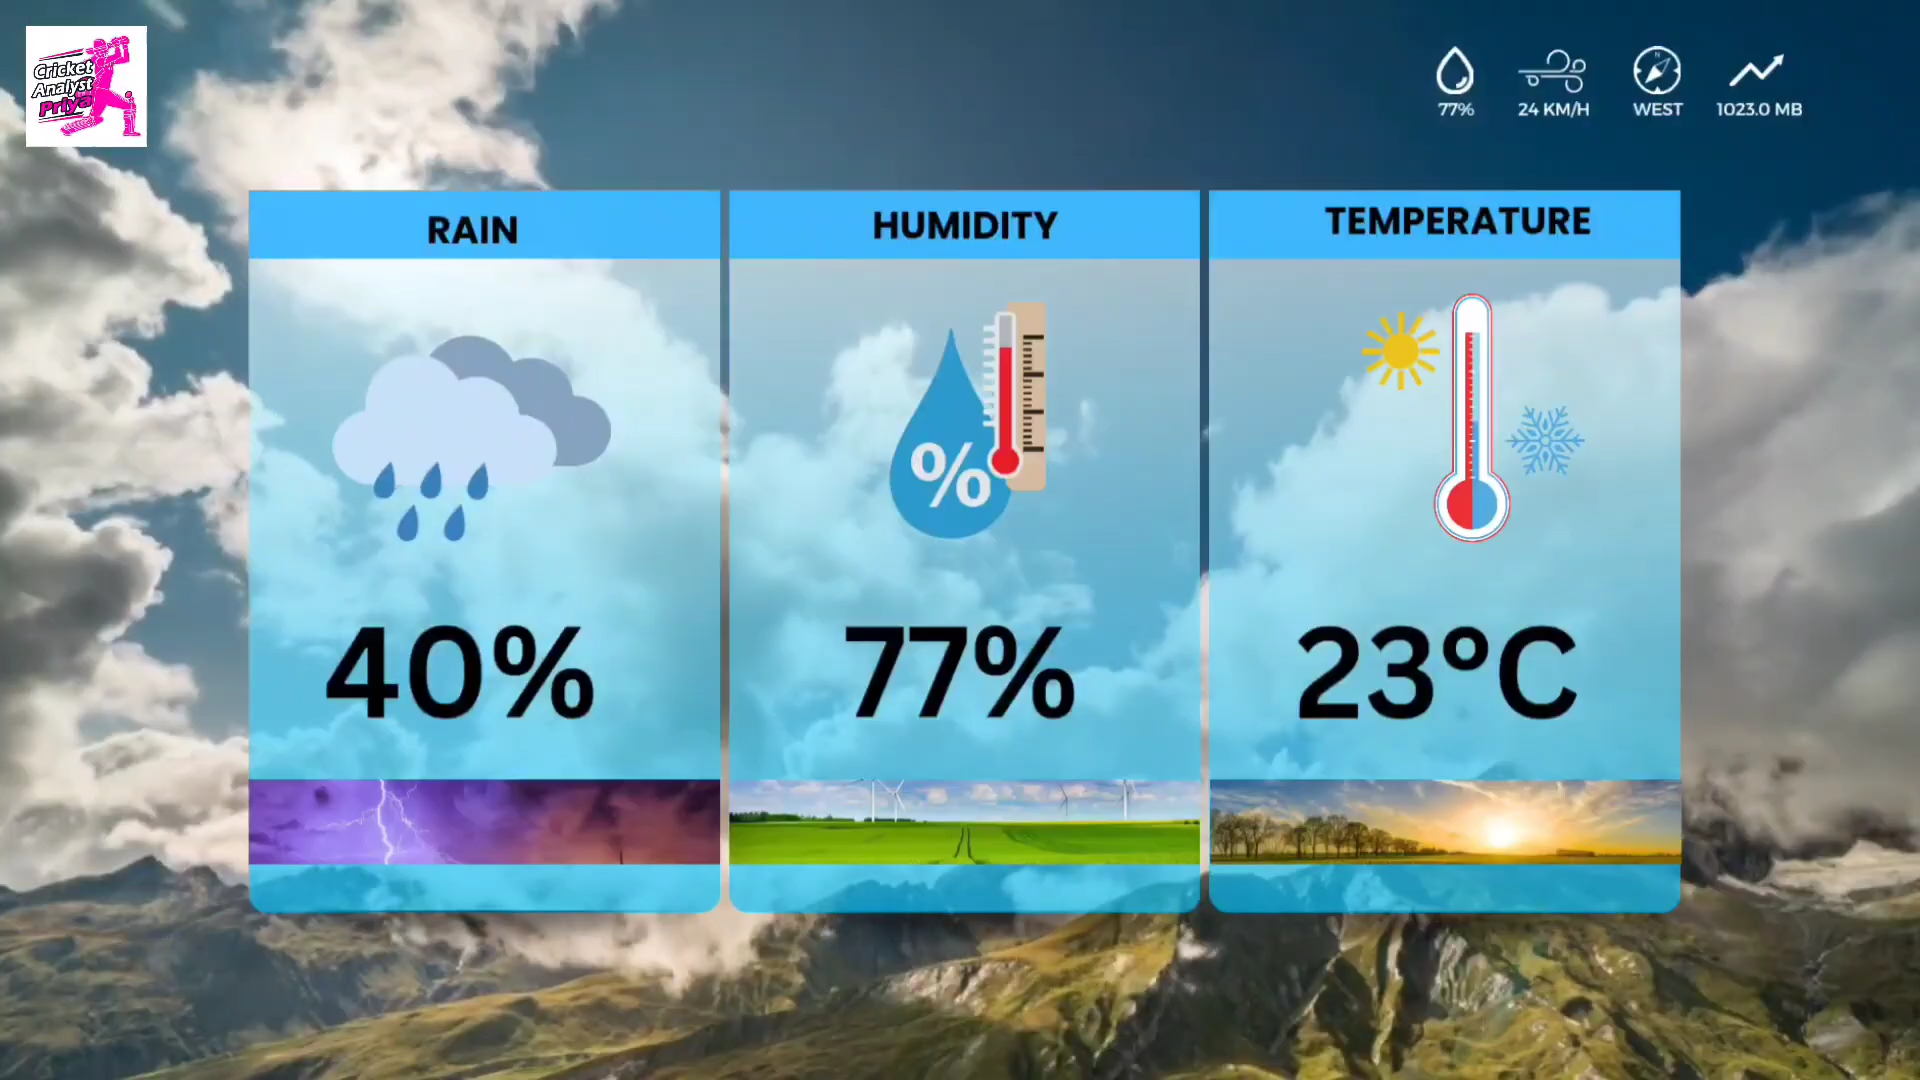 Cricket
Analyst
Priya
77%
24 KM/H
WEST
1023.0 MB
RAIN
HUMIDITY
TEMPERATURE
%
40%
77%
23°C